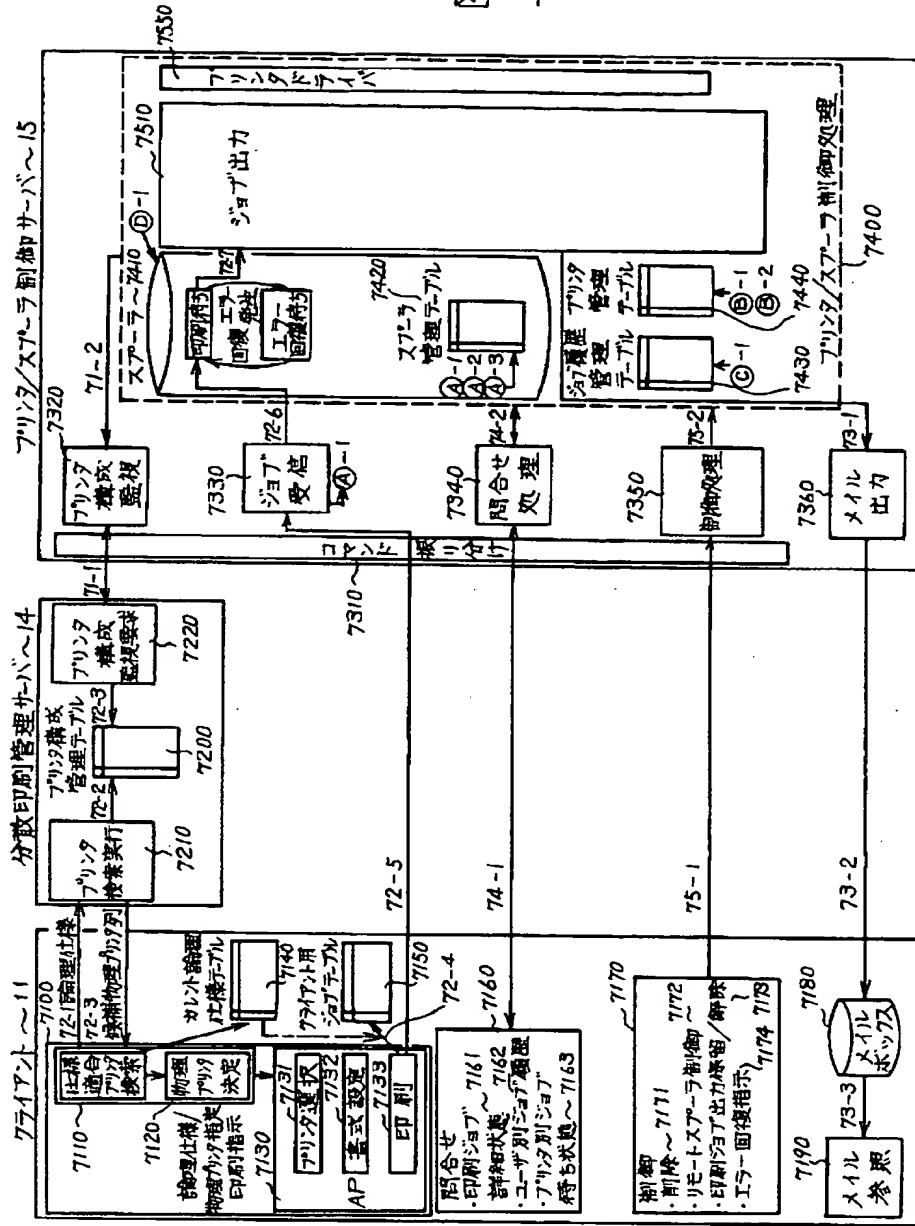 クライアント~11
7100
72-1論理仕様
72-3
候補物理プリンタ列
仕様
適合
プリンタ
検索
7110
物理
プリンタ
決定
7120
論理仕様/
物理プリンタ指定
印刷指示
7130
プリンタ選択
7131
書式設定
7132
印刷
7133
AP
カレント論理
仕様テーブル
7140
クライアント用
ジョブテーブル
7150
72-4
問合せ
7160
・印刷ジョブ
詳細状態~7161
・ユーザ別ジョブ履歴
7162
・プリンタ別ジョブ
待ち状態~7163
制御
7170
・削除~7171
・リモートスプーラ制御~
7172
・印刷ジョブ出力保留/解除
7173
・エラー回復指示
7174
メイル
参照
7190
73-3
メイル
ボックス
7180
分散印刷管理サーバ~14
プリンタ
検索実行
7210
72-2
プリンタ構成
管理テーブル
7200
72-3
プリンタ
構成
監視要求
7220
71-1
72-5
74-1
75-1
73-2
プリンタ/スプーラ制御サーバ~15
コマンド振り分け
7310
プリンタ
構成
監視
7320
71-2
ジョブ
受信
7330
Ⓐ-1
72-6
問合せ
処理
7340
74-2
制御処理
7350
75-2
メイル
出力
7360
73-1
スプーラ~7410
Ⓓ-1
印刷待ち
エラー
回復
エラー
発生
エラー
回復待ち
72-7
スプーラ
管理テーブル
7420
Ⓐ-1
Ⓐ-2
Ⓐ-3
ジョブ履歴
管理
テーブル
Ⓒ-1
7430
プリンタ
管理
テーブル
Ⓑ-1
Ⓑ-2
7440
ジョブ出力
7510
プリンタドライバ
7550
プリンタ/スプーラ制御処理
7400